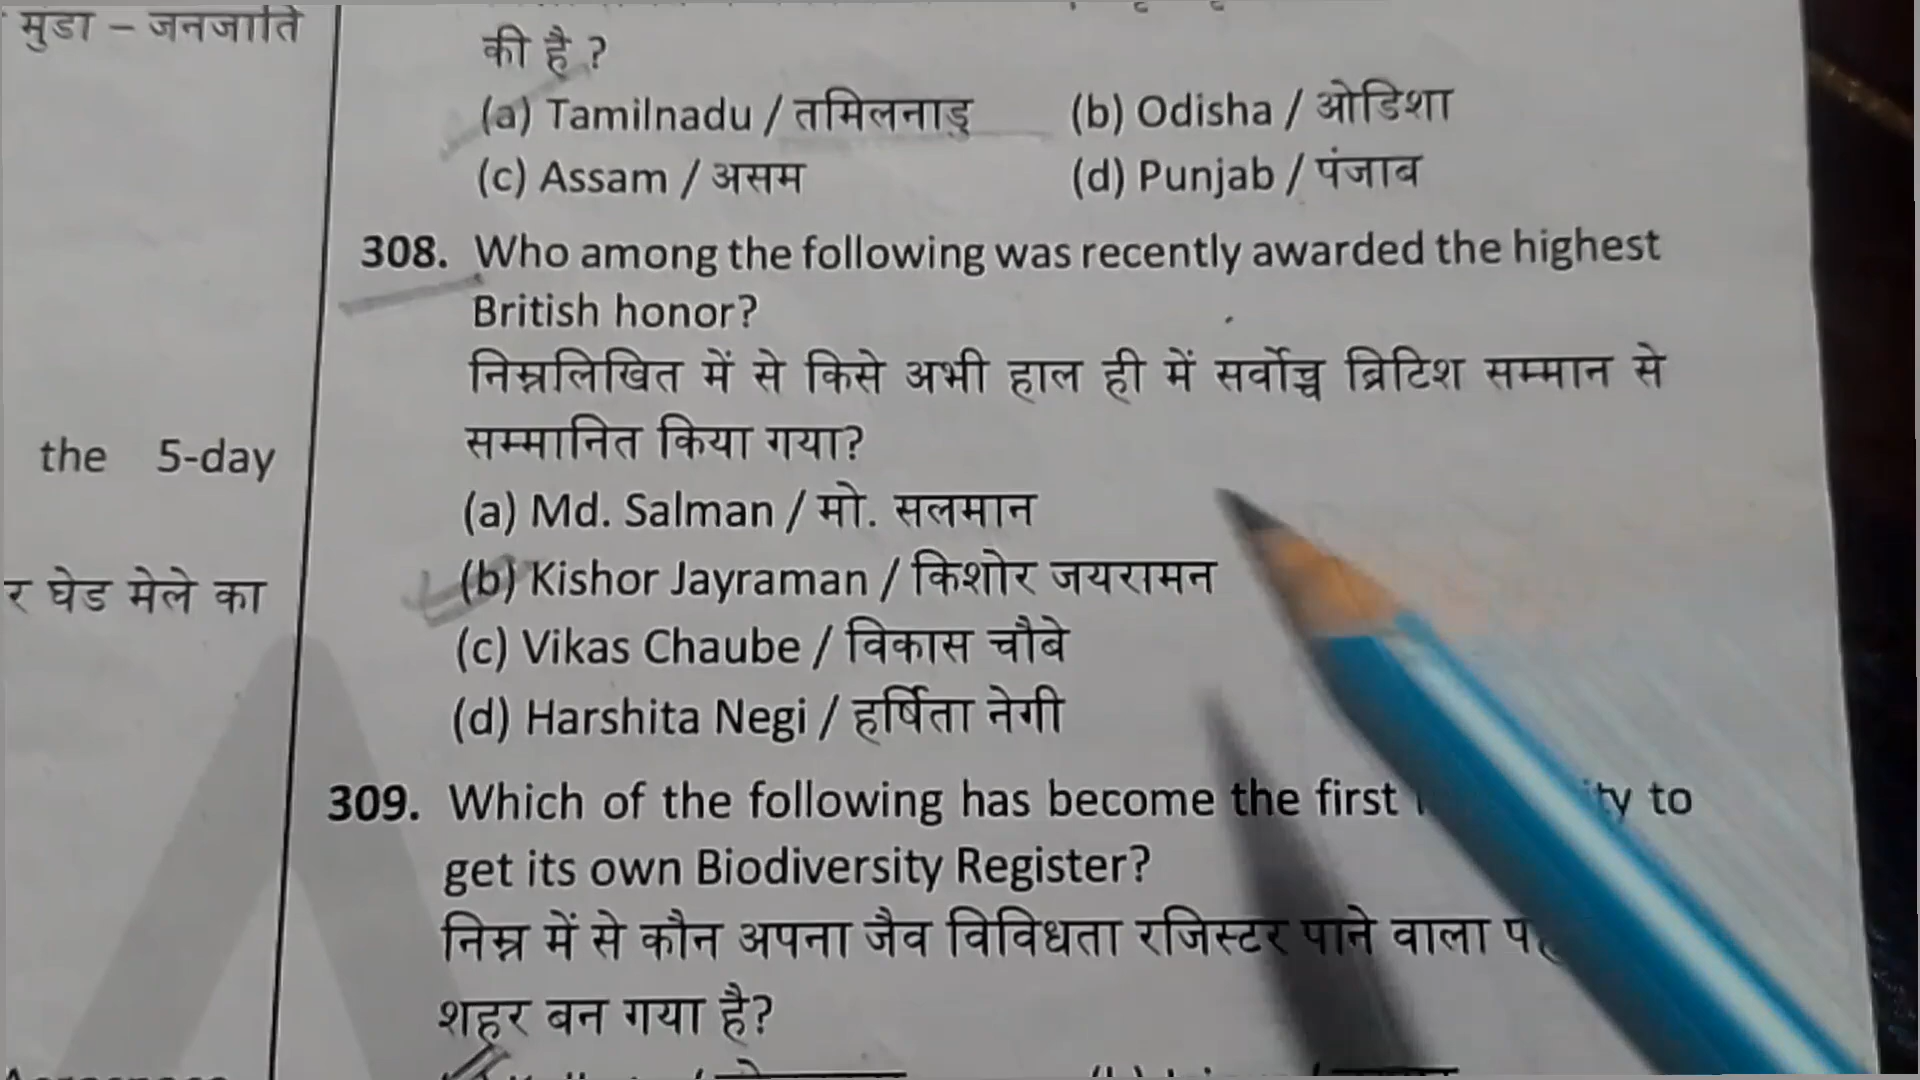 मुंडा – जनजाति
the 5-day
र घेड मेले का
की है ?
(a) Tamilnadu / तमिलनाडु (b) Odisha / ओडिशा
(c) Assam / असम (d) Punjab / पंजाब
308. Who among the following was recently awarded the highest
British honor?
निम्नलिखित में से किसे अभी हाल ही में सर्वोच्च ब्रिटिश सम्मान से
सम्मानित किया गया?
(a) Md. Salman / मो. सलमान
(b) Kishor Jayraman / किशोर जयरामन
(c) Vikas Chaube / विकास चौबे
(d) Harshita Negi / हर्षिता नेगी
309. Which of the following has become the first to
get its own Biodiversity Register?
निम्न में से कौन अपना जैव विविधता रजिस्टर पाने वाला
शहर बन गया है?